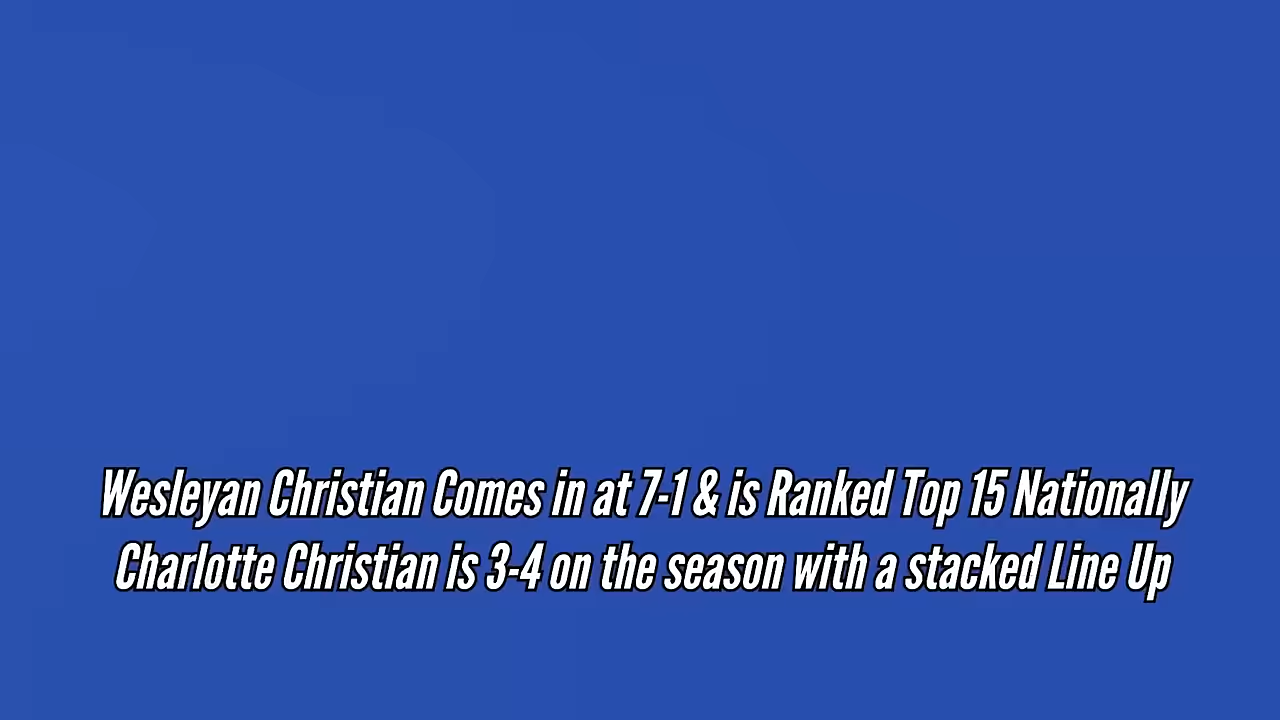 Wesleyan Christian Comes in at 7-1 & is Ranked Top 15 Nationally
Charlotte Christian is 3-4 on the season with a stacked Line Up